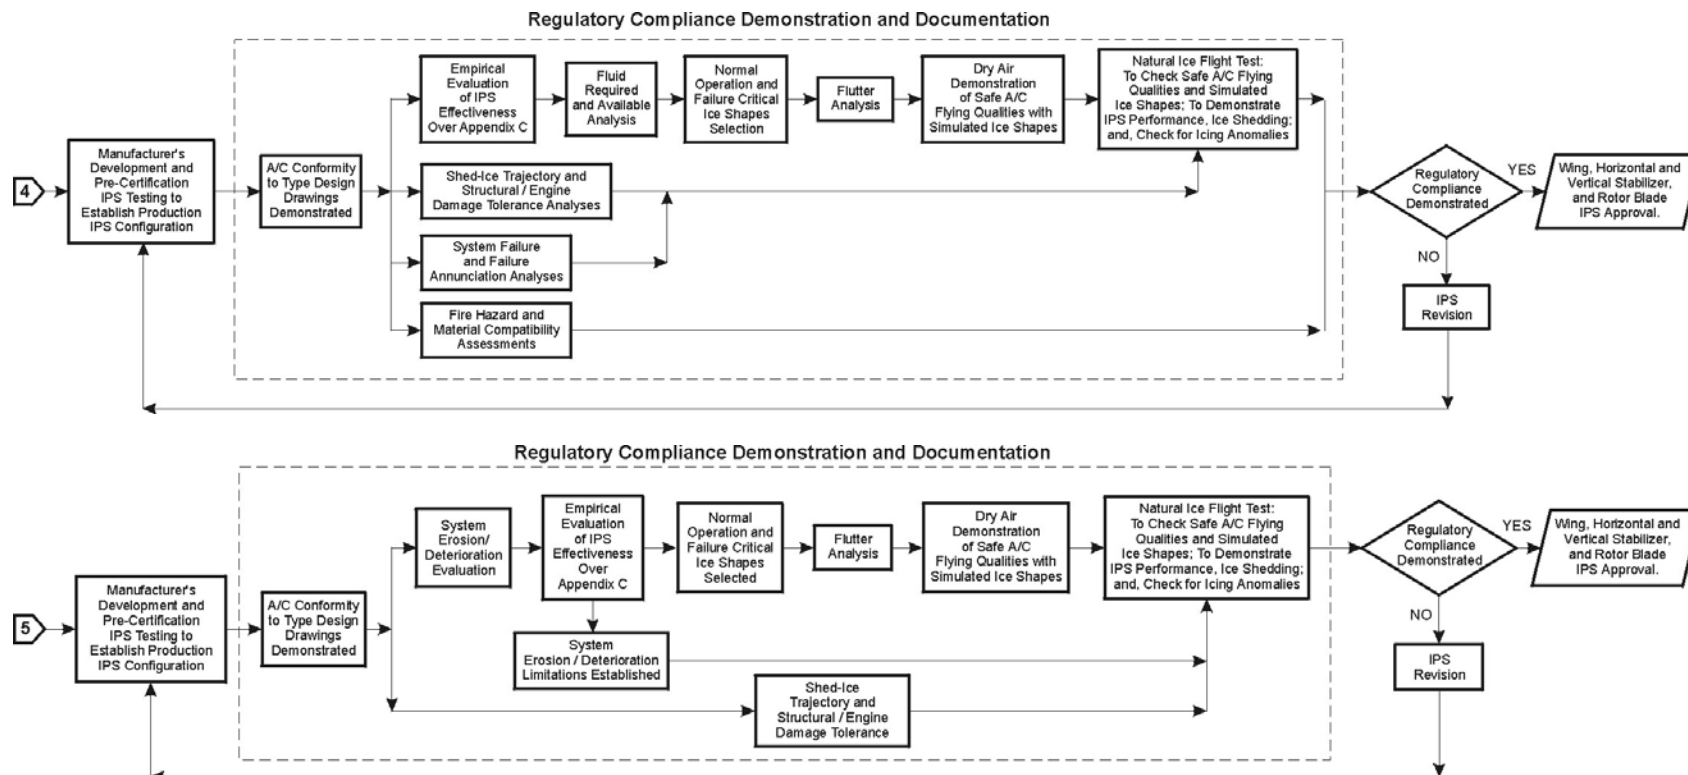 Regulatory Compliance Demonstration and Documentation
4
Manufacturer's
Development and
Pre-Certification
IPS Testing to
Establish Production
IPS Configuration
A/C Conformity
to Type Design
Drawings
Demonstrated
Empirical
Evaluation
of IPS
Effectiveness
Over Appendix C
Fluid
Required
and Available
Analysis
Normal
Operation and
Failure Critical
Ice Shapes
Selection
Flutter
Analysis
Dry Air
Demonstration
of Safe A/C
Flying Qualities with
Simulated Ice Shapes
Natural Ice Flight Test:
To Check Safe A/C Flying
Qualities and Simulated
Ice Shapes; To Demonstrate
IPS Performance, Ice Shedding;
and, Check for Icing Anomalies
Shed-Ice Trajectory and
Structural / Engine
Damage Tolerance Analyses
System Failure
and Failure
Annunciation Analyses
Fire Hazard and
Material Compatibility
Assessments
Regulatory
Compliance
Demonstrated
YES
Wing, Horizontal and
Vertical Stabilizer,
and Rotor Blade
IPS Approval.
NO
IPS
Revision
Regulatory Compliance Demonstration and Documentation
5
Manufacturer's
Development and
Pre-Certification
IPS Testing to
Establish Production
IPS Configuration
A/C Conformity
to Type Design
Drawings
Demonstrated
System
Erosion/
Deterioration
Evaluation
Empirical
Evaluation
of IPS
Effectiveness
Over
Appendix C
Normal
Operation and
Failure Critical
Ice Shapes
Selected
Flutter
Analysis
Dry Air
Demonstration
of Safe A/C
Flying Qualities with
Simulated Ice Shapes
Natural Ice Flight Test:
To Check Safe A/C Flying
Qualities and Simulated
Ice Shapes; To Demonstrate
IPS Performance, Ice Shedding;
and, Check for Icing Anomalies
System
Erosion / Deterioration
Limitations Established
Shed-Ice
Trajectory and
Structural / Engine
Damage Tolerance
Regulatory
Compliance
Demonstrated
YES
Wing, Horizontal and
Vertical Stabilizer,
and Rotor Blade
IPS Approval.
NO
IPS
Revision